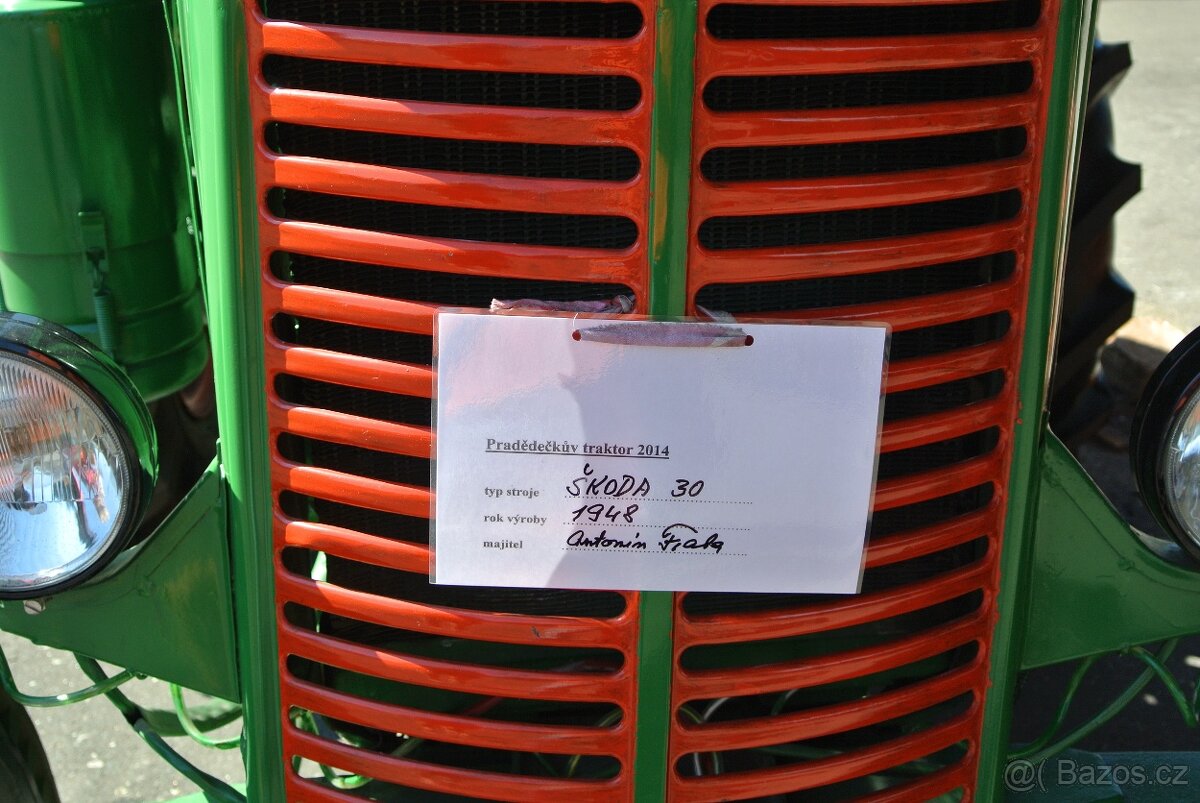 Pradědečkův traktor 2014
typ stroje ŠKODA 30
rok výroby 1948
majitel Antonín Fiala
@( Bazos.cz